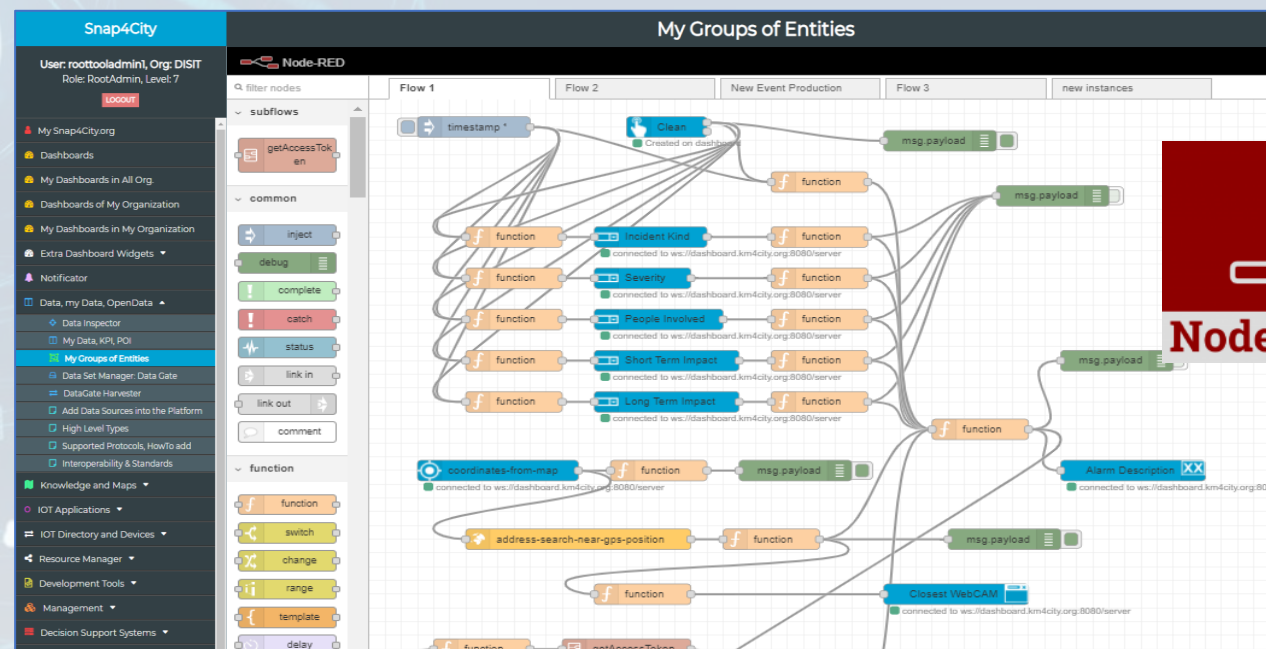 Snap4City
My Groups of Entities
User: roottooladmin1, Org: DISIT
Role: RootAdmin, Level: 7
LOGOUT
My Snap4City.org
Dashboards
My Dashboards in All Org.
Dashboards of My Organization
My Dashboards in My Organization
Extra Dashboard Widgets
Notificator
Data, my Data, OpenData
Data Inspector
My Data, KPI, POI
My Groups of Entities
Data Set Manager: Data Gate
DataGate Harvester
Add Data Sources into the Platform
High Level Types
Supported Protocols, HowTo add
Interoperability & Standards
Knowledge and Maps
IOT Applications
IOT Directory and Devices
Resource Manager
Development Tools
Management
Decision Support Systems
Node-RED
filter nodes
subflows
getAccessTok
en
common
inject
debug
complete
catch
status
link in
link out
comment
function
function
switch
change
range
template
delay
Flow 1
Flow 2
New Event Production
Flow 3
new instances
timestamp *
Clean
Created on dashboard
msg.payload
function
msg.payload
function
Incident Kind
function
connected to ws://dashboard.km4city.org:8080/server
function
Severity
function
connected to ws://dashboard.km4city.org:8080/server
function
People Involved
function
connected to ws://dashboard.km4city.org:8080/server
function
Short Term Impact
function
connected to ws://dashboard.km4city.org:8080/server
function
Long Term Impact
function
connected to ws://dashboard.km4city.org:8080/server
msg.payload
function
coordinates-from-map
function
msg.payload
connected to ws://dashboard.km4city.org:8080/server
Alarm Description XX
connected to ws://dashboard.km4city.org:80
address-search-near-gps-position
function
msg.payload
function
Closest WebCAM
connected to ws://dashboard.km4city.org:8080/server
function
getAccessToken
Node